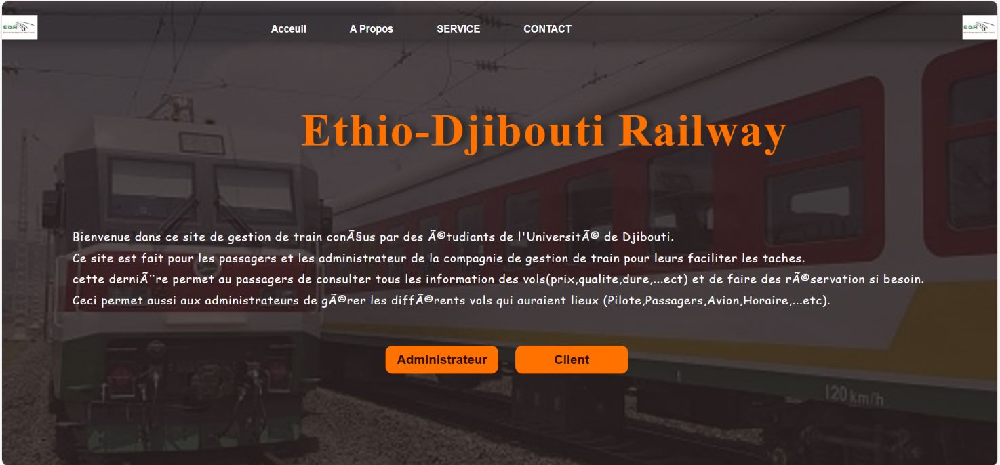 EDR
Acceuil A Propos SERVICE CONTACT
EDR
Ethio-Djibouti Railway
Bienvenue dans ce site de gestion de train conÃ§us par des Ã©tudiants de l'UniversitÃ© de Djibouti.
Ce site est fait pour les passagers et les administrateur de la compagnie de gestion de train pour leurs faciliter les taches.
cette derniÃ¨re permet au passagers de consulter tous les information des vols(prix,qualite,dure,...ect) et de faire des rÃ©servation si besoin.
Ceci permet aussi aux administrateurs de gÃ©rer les diffÃ©rents vols qui auraient lieux (Pilote,Passagers,Avion,Horaire,...etc).
Administrateur Client
120km/h